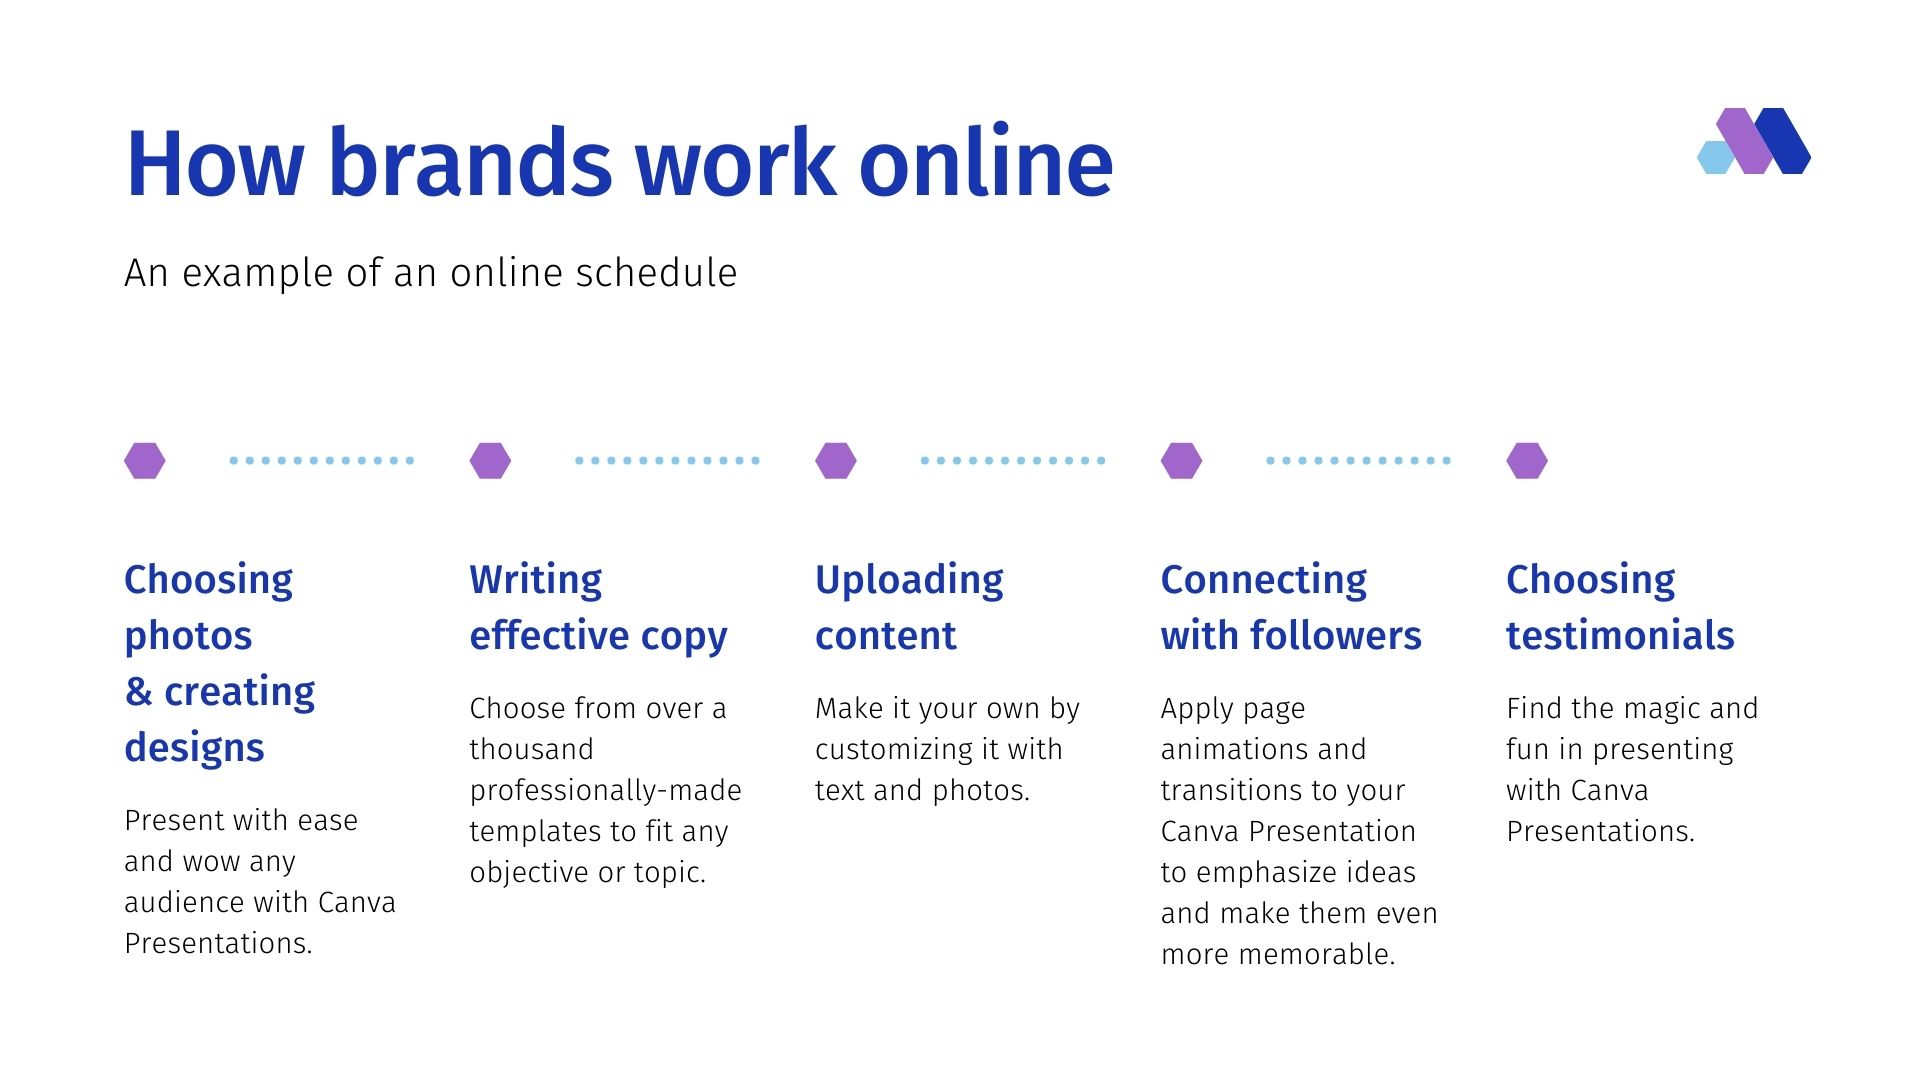 How brands work online
An example of an online schedule
Choosing
photos
& creating
designs
Present with ease
and wow any
audience with Canva
Presentations.
Writing
effective copy
Choose from over a
thousand
professionally-made
templates to fit any
objective or topic.
Uploading
content
Make it your own by
customizing it with
text and photos.
Connecting
with followers
Apply page
animations and
transitions to your
Canva Presentation
to emphasize ideas
and make them even
more memorable.
Choosing
testimonials
Find the magic and
fun in presenting
with Canva
Presentations.